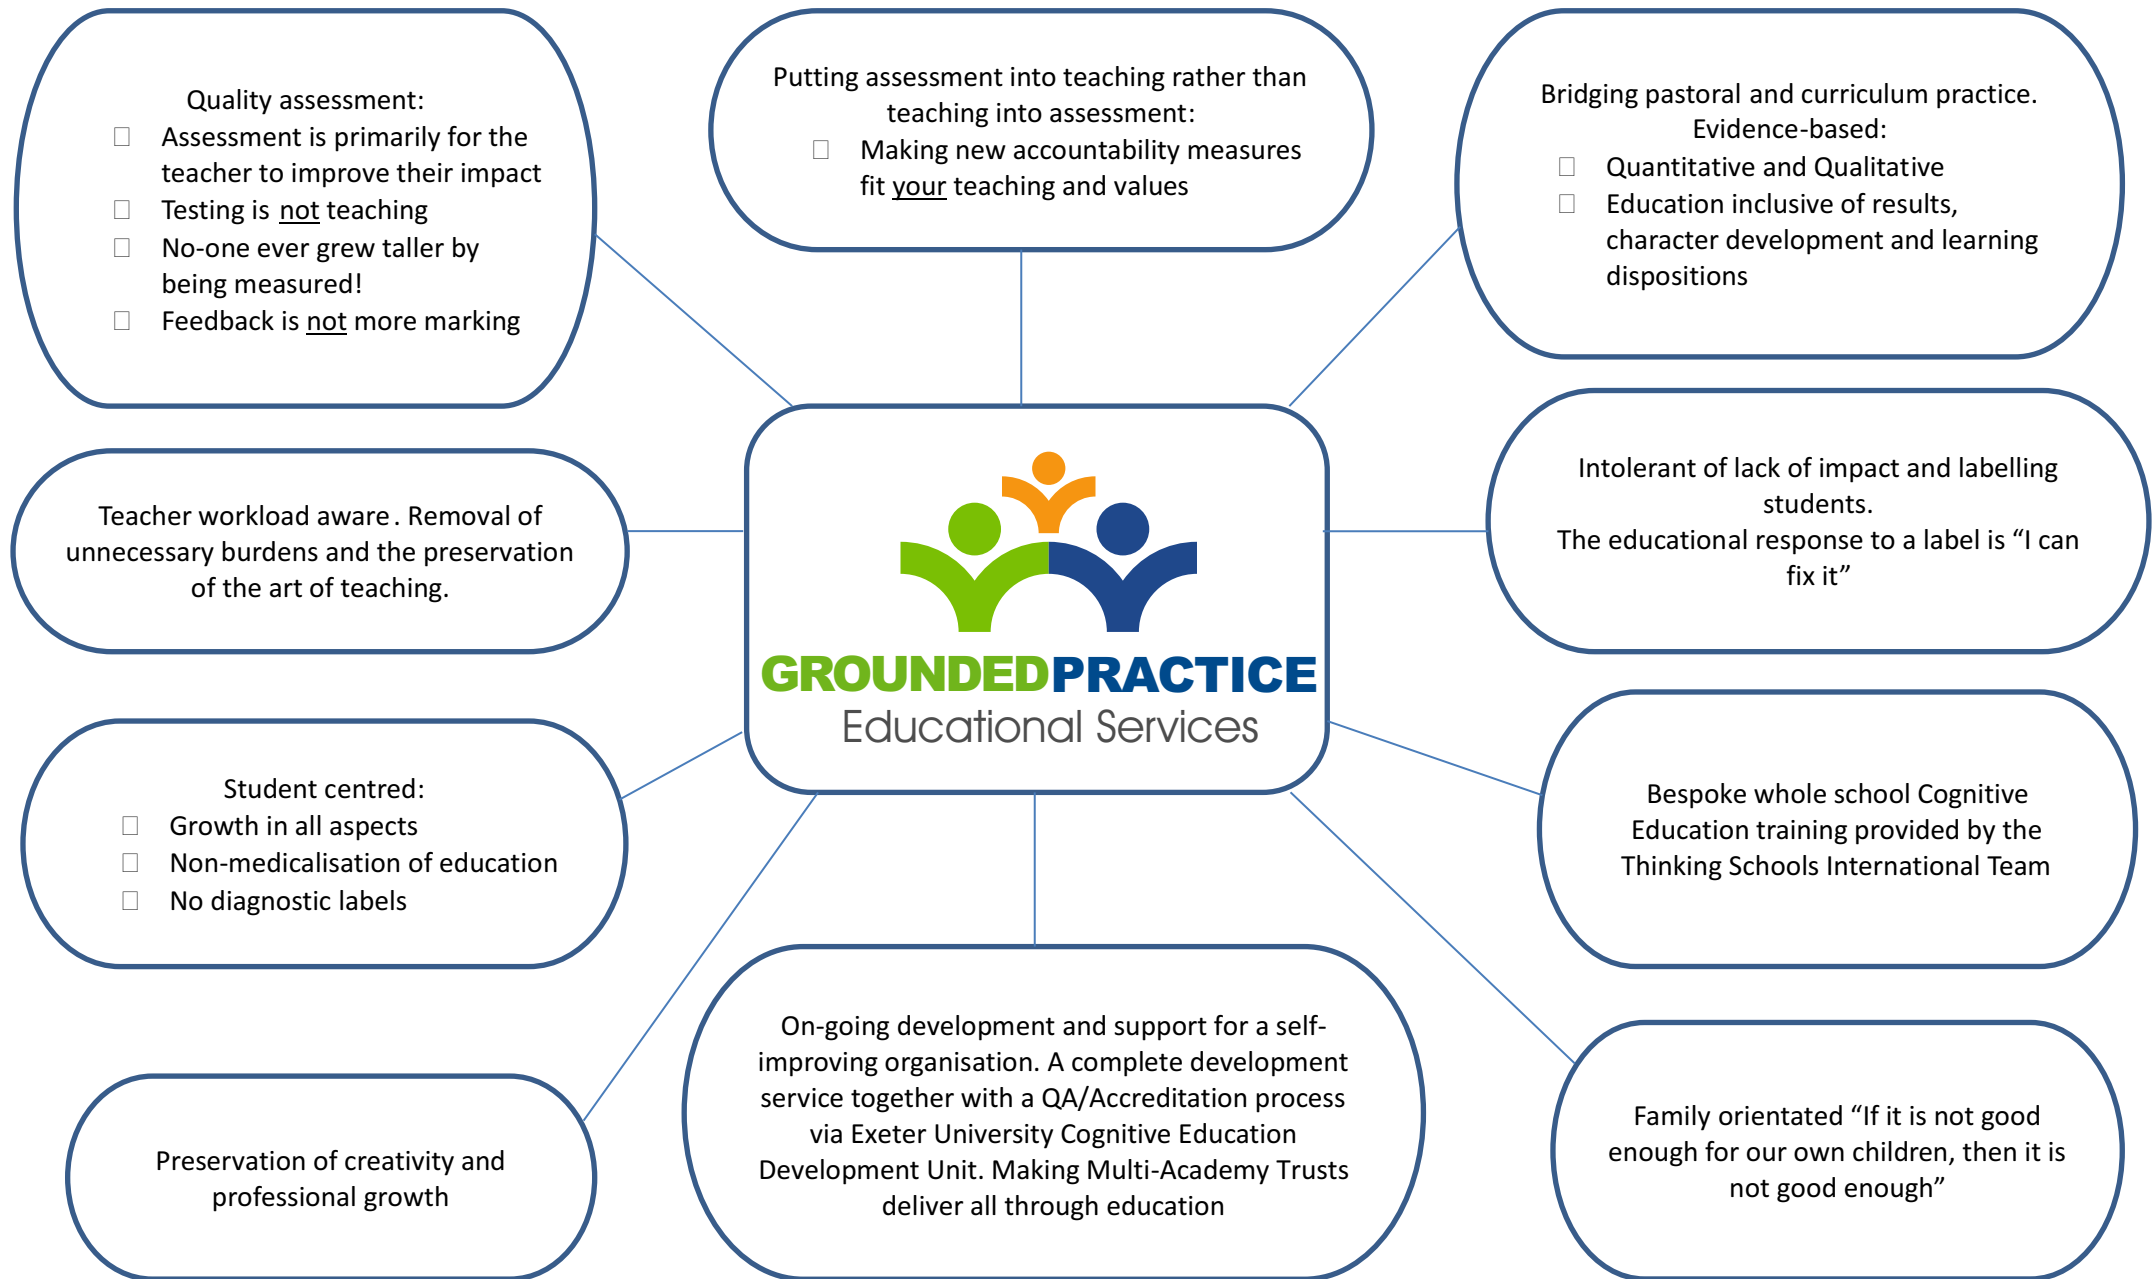 Quality assessment:
□ Assessment is primarily for the
teacher to improve their impact
□ Testing is not teaching
□ No-one ever grew taller by
being measured!
□ Feedback is not more marking
Putting assessment into teaching rather than
teaching into assessment:
□ Making new accountability measures
fit your teaching and values
Bridging pastoral and curriculum practice.
Evidence-based:
□ Quantitative and Qualitative
□ Education inclusive of results,
character development and learning
dispositions
Teacher workload aware. Removal of
unnecessary burdens and the preservation
of the art of teaching.
GROUNDEDPRACTICE
Educational Services
Intolerant of lack of impact and labelling
students.
The educational response to a label is “I can
fix it”
Student centred:
□ Growth in all aspects
□ Non-medicalisation of education
□ No diagnostic labels
Bespoke whole school Cognitive
Education training provided by the
Thinking Schools International Team
Preservation of creativity and
professional growth
On-going development and support for a self-
improving organisation. A complete development
service together with a QA/Accreditation process
via Exeter University Cognitive Education
Development Unit. Making Multi-Academy Trusts
deliver all through education
Family orientated “If it is not good
enough for our own children, then it is
not good enough”